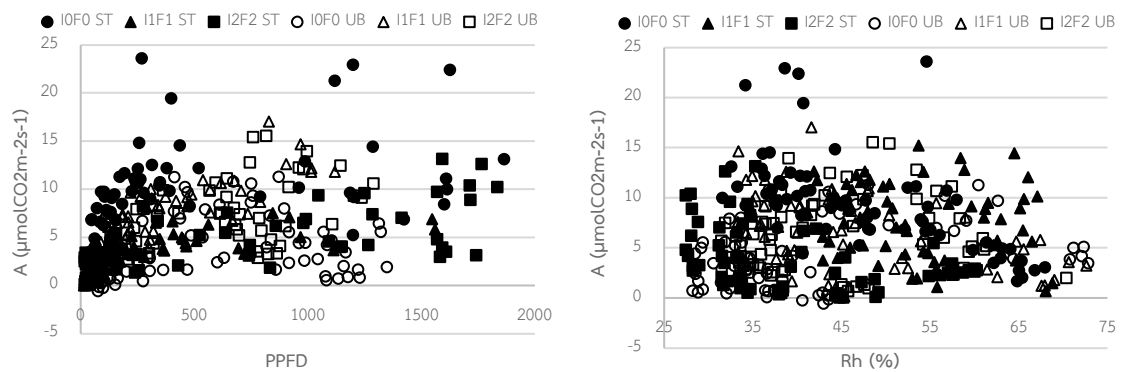 I0F0 ST I1F1 ST I2F2 ST I0F0 UB I1F1 UB I2F2 UB
25
20
15
10
5
0
-5
0 500 1000 1500 2000
A (µmolCO2m-2s-1)
PPFD
I0F0 ST I1F1 ST I2F2 ST I0F0 UB I1F1 UB I2F2 UB
25
20
15
10
5
0
-5
25 35 45 55 65 75
A (µmolCO2m-2s-1)
Rh (%)